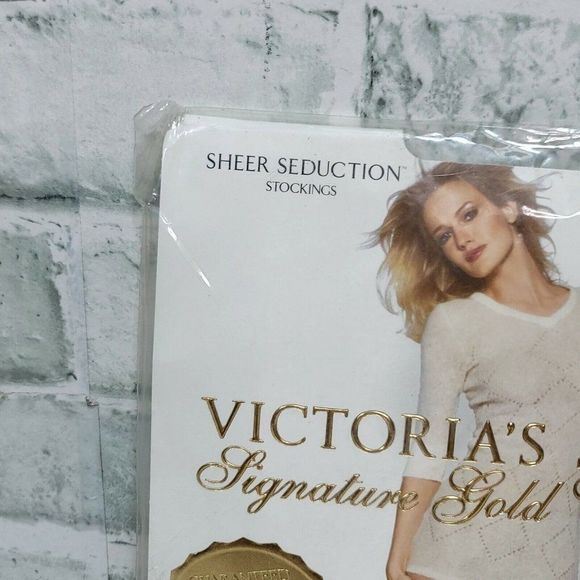 SHEER SEDUCTION™
STOCKINGS
VICTORIA'S
Signature Gold